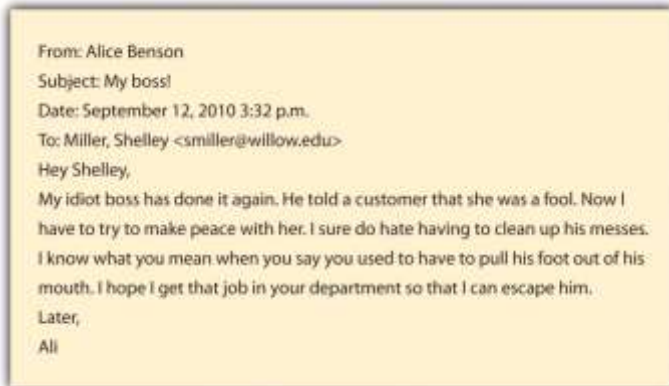 From: Alice Benson
Subject: My boss!
Date: September 12, 2010 3:32 p.m.
To: Miller, Shelley <smiller@willow.edu>
Hey Shelley,
My idiot boss has done it again. He told a customer that she was a fool. Now I
have to try to make peace with her. I sure do hate having to clean up his messes.
I know what you mean when you say you used to have to pull his foot out of his
mouth. I hope I get that job in your department so that I can escape him.
Later,
Ali